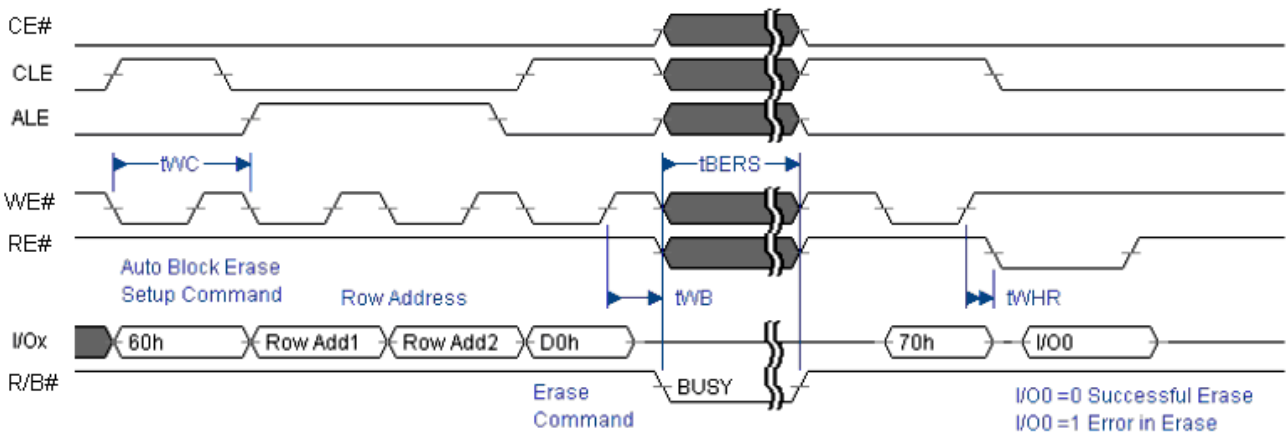 CE#
CLE
ALE
tWC
tBERS
WE#
RE#
Auto Block Erase
Setup Command
Row Address
tWB
tWHR
I/Ox
60h
Row Add1
Row Add2
D0h
70h
I/O0
R/B#
BUSY
Erase
Command
I/O0 =0 Successful Erase
I/O0 =1 Error in Erase